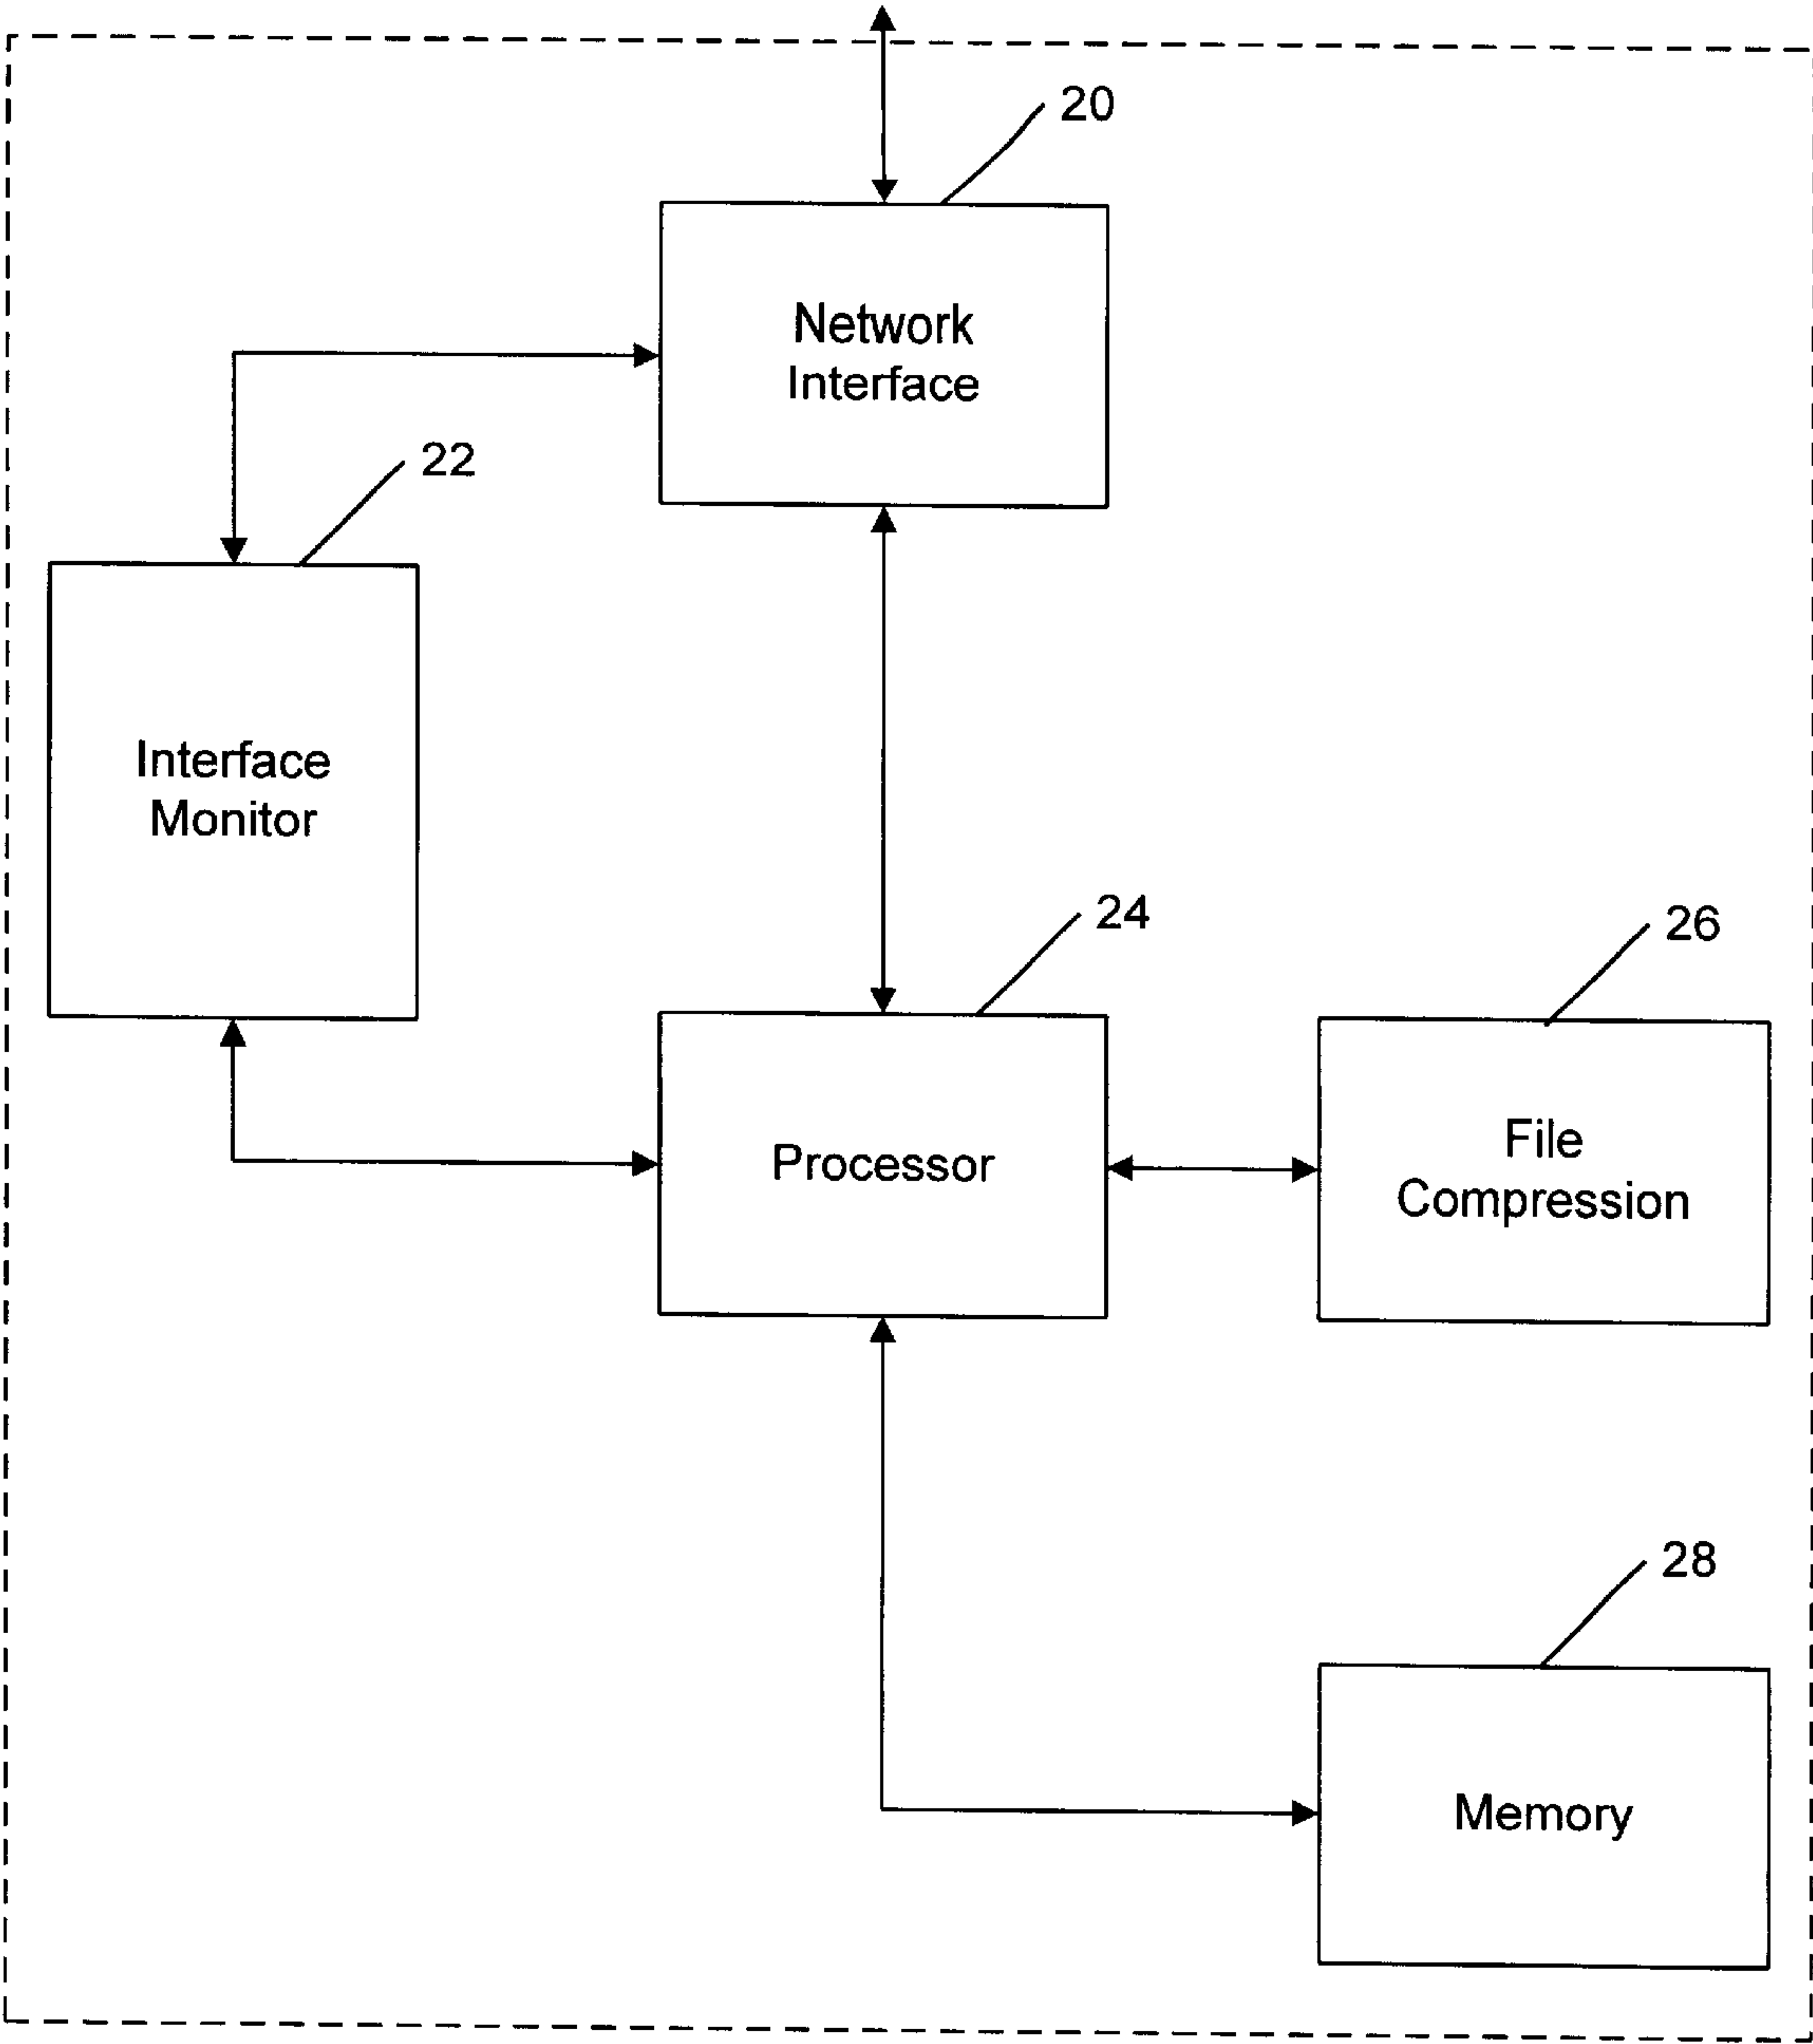 20
Network
Interface
22
Interface
Monitor
24
26
Processor
File
Compression
28
Memory